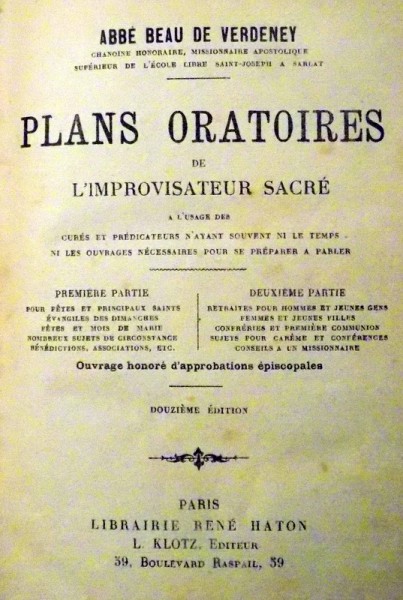 ABBÉ BEAU DE VERDENEY
CHANOINE HONORAIRE, MISSIONNAIRE APOSTOLIQUE
SUPÉRIEUR DE L'ÉCOLE LIBRE SAINT-JOSEPH A SARLAT
PLANS ORATOIRES
DE
L'IMPROVISATEUR SACRÉ
A L'USAGE DES
CURÉS ET PRÉDICATEURS N'AYANT SOUVENT NI LE TEMPS
NI LES OUVRAGES NÉCESSAIRES POUR SE PRÉPARER A PARLER
PREMIÈRE PARTIE
POUR FÊTES ET PRINCIPAUX SAINTS
ÉVANGILES DES DIMANCHES
FÊTES ET MOIS DE MARIE
NOMBREUX SUJETS DE CIRCONSTANCE
BÉNÉDICTIONS, ASSOCIATIONS, ETC.
DEUXIÈME PARTIE
RETRAITES POUR HOMMES ET JEUNES GENS
FEMMES ET JEUNES FILLES
CONFRÉRIES ET PREMIÈRE COMMUNION
SUJETS POUR CARÊME ET CONFÉRENCES
CONSEILS A UN MISSIONNAIRE
Ouvrage honoré d'approbations épiscopales
DOUZIÈME ÉDITION
PARIS
LIBRAIRIE RENÉ HATON
L. KLOTZ, EDITEUR
59, BOULEVARD RASPAIL, 59